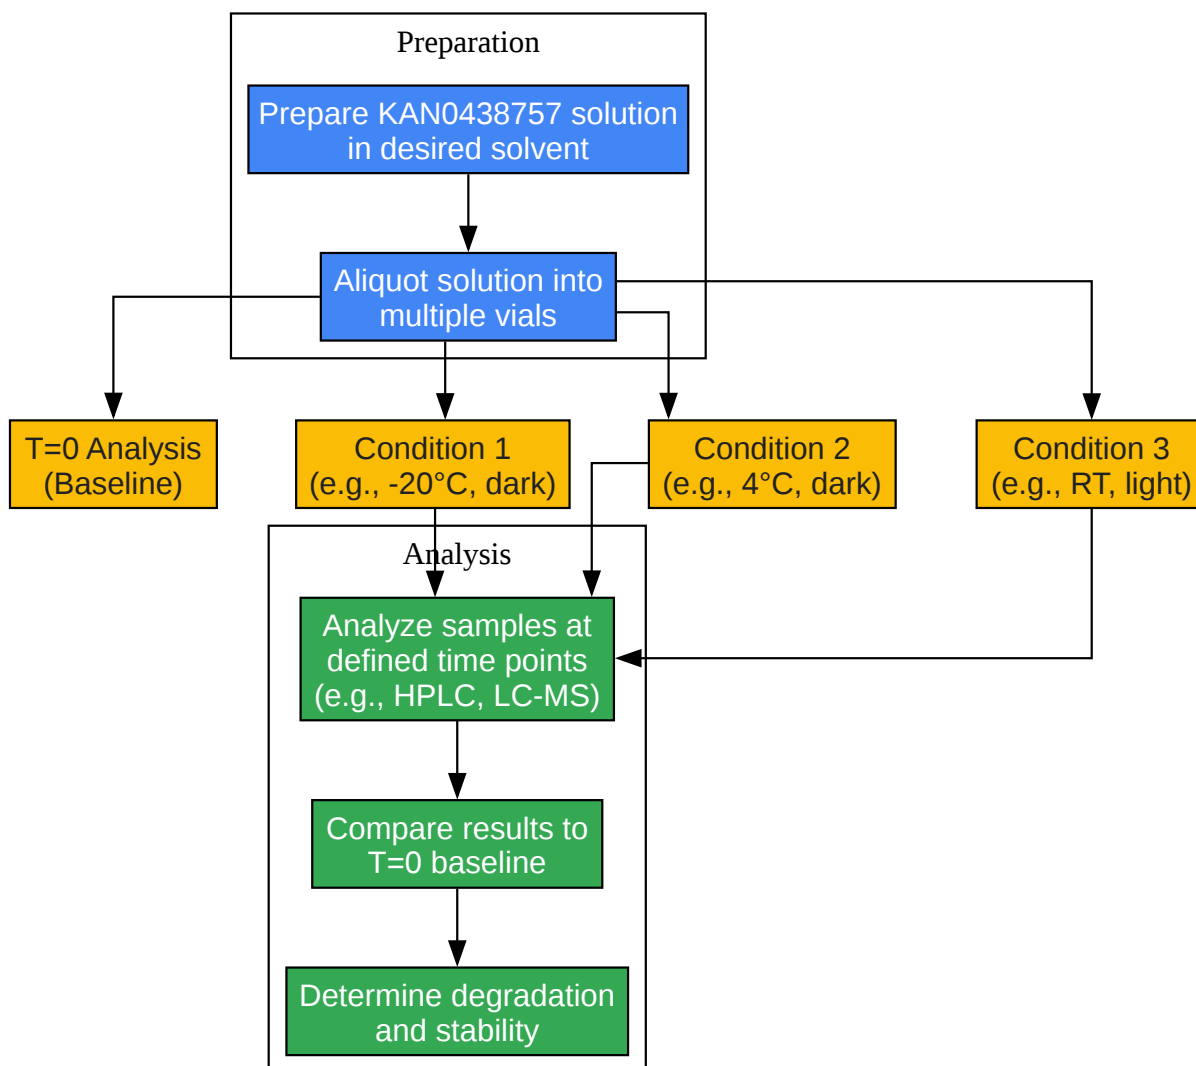 Preparation
Prepare KAN0438757 solution
in desired solvent
Aliquot solution into
multiple vials
T=0 Analysis
(Baseline)
Condition 1
(e.g., -20°C, dark)
Condition 2
(e.g., 4°C, dark)
Condition 3
(e.g., RT, light)
Analysis
Analyze samples at
defined time points
(e.g., HPLC, LC-MS)
Compare results to
T=0 baseline
Determine degradation
and stability